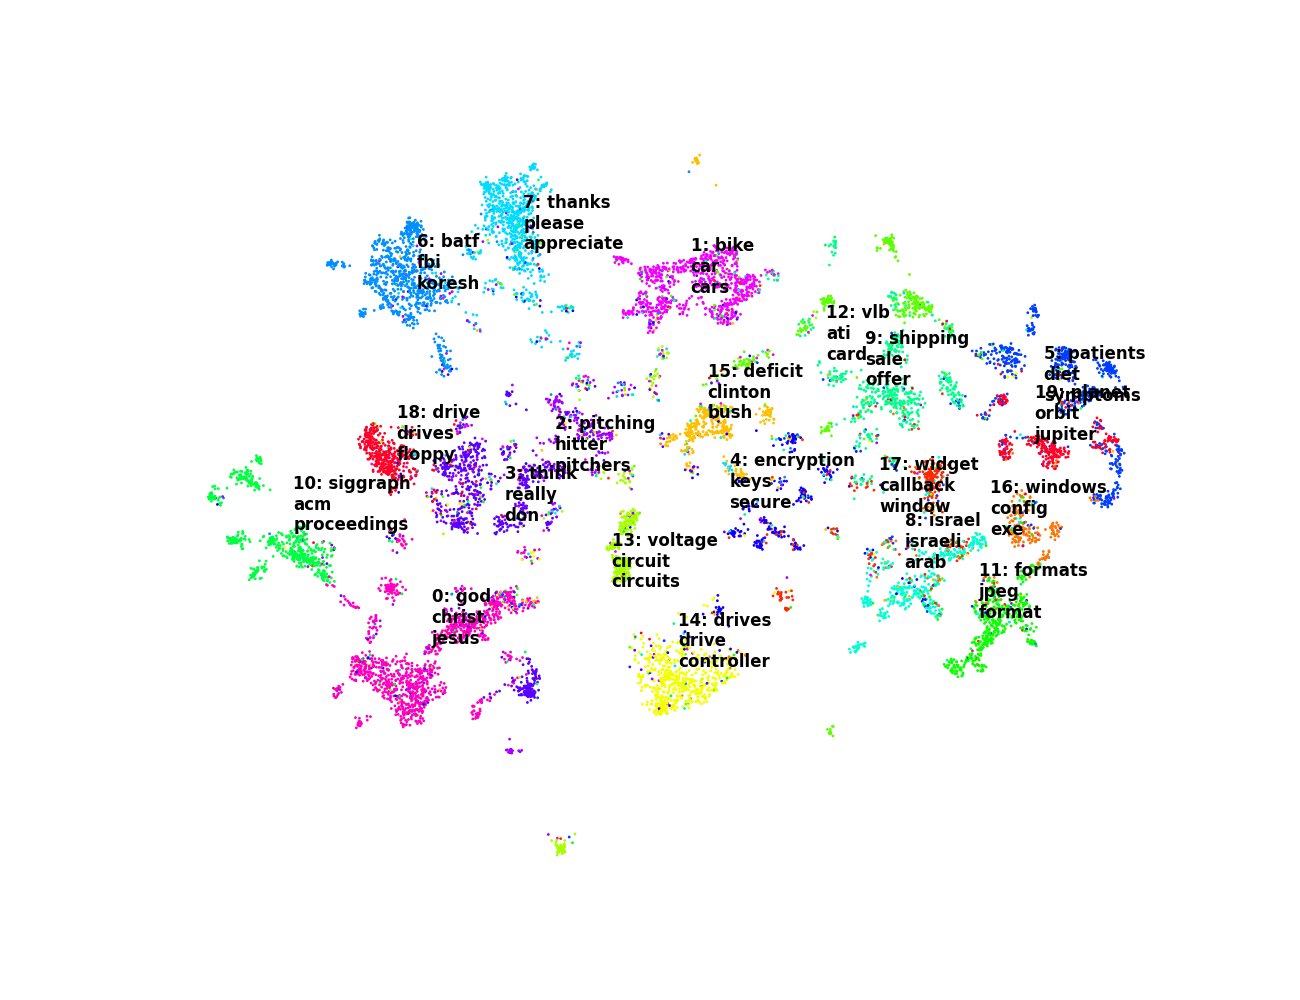 7: thanks
please
appreciate
6: batf
fbi
koresh
1: bike
car
cars
12: vlb
ati
card
9: shipping
sale
offer
5: patients
diet
symptoms
15: deficit
clinton
bush
19: planet
orbit
jupiter
18: drive
drives
floppy
2: pitching
hitter
pitchers
4: encryption
keys
secure
17: widget
callback
window
3: think
really
don
10: siggraph
acm
proceedings
16: windows
config
exe
8: israel
israeli
arab
13: voltage
circuit
circuits
11: formats
jpeg
format
0: god
christ
jesus
14: drives
drive
controller